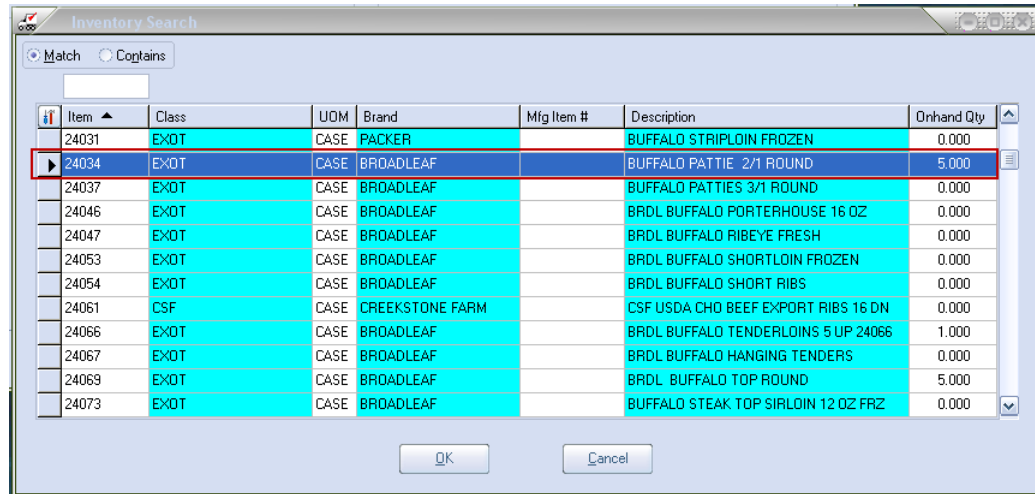 Inventory Search
Match Contains
Item Class UOM Brand Mfg Item # Description Onhand Qty
24031 EXOT CASE PACKER BUFFALO STRIPLOIN FROZEN 0.000
24034 EXOT CASE BROADLEAF BUFFALO PATTIE 2/1 ROUND 5.000
24037 EXOT CASE BROADLEAF BUFFALO PATTIES 3/1 ROUND 0.000
24046 EXOT CASE BROADLEAF BRDL BUFFALO PORTERHOUSE 16 OZ 0.000
24047 EXOT CASE BROADLEAF BRDL BUFFALO RIBEYE FRESH 0.000
24053 EXOT CASE BROADLEAF BRDL BUFFALO SHORTLOIN FROZEN 0.000
24054 EXOT CASE BROADLEAF BRDL BUFFALO SHORT RIBS 0.000
24061 CSF CASE CREEKSTONE FARM CSF USDA CHO BEEF EXPORT RIBS 16 DN 0.000
24066 EXOT CASE BROADLEAF BRDL BUFFALO TENDERLOINS 5 UP 24066 1.000
24067 EXOT CASE BROADLEAF BRDL BUFFALO HANGING TENDERS 0.000
24069 EXOT CASE BROADLEAF BRDL BUFFALO TOP ROUND 5.000
24073 EXOT CASE BROADLEAF BUFFALO STEAK TOP SIRLOIN 12 OZ FRZ 0.000
OK Cancel